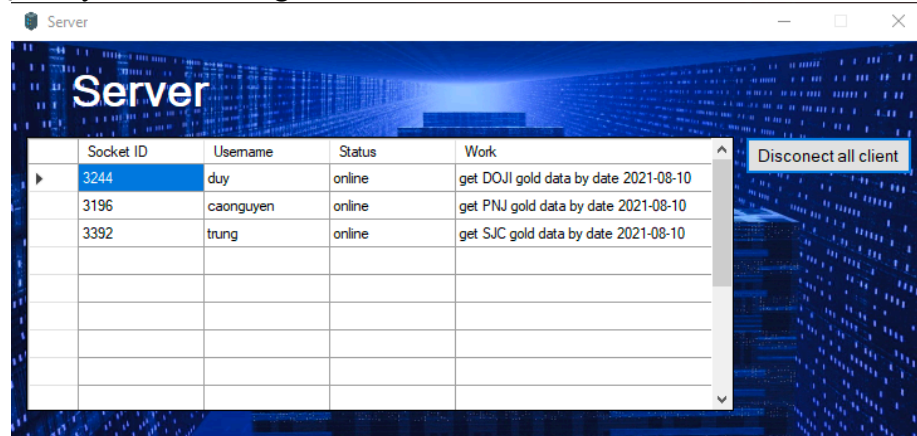 Server
Server
Socket ID Username Status Work
Disconect all client
3244 duy online get DOJI gold data by date 2021-08-10
3196 caonguyen online get PNJ gold data by date 2021-08-10
3392 trung online get SJC gold data by date 2021-08-10